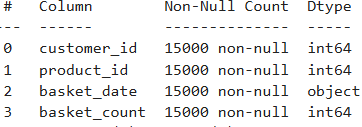 #   Column        Non-Null Count  Dtype
---  ------        --------------  -----
0   customer_id   15000 non-null  int64
1   product_id    15000 non-null  int64
2   basket_date   15000 non-null  object
3   basket_count  15000 non-null  int64